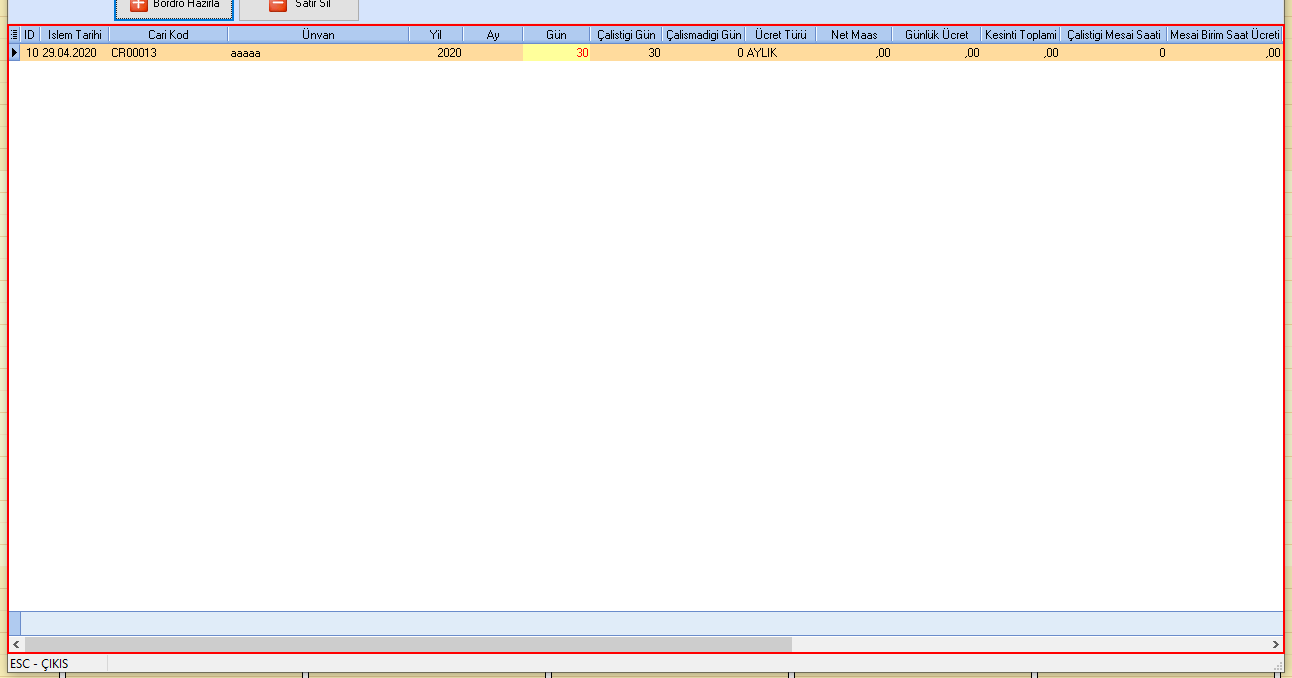 Bordro Hazırla Satır Sil
ID Islem Tarihi Cari Kod Ünvan Yil Ay Gün Çalistigi Gün Çalismadigi Gün Ücret Türü Net Maas Günlük Ücret Kesinti Toplami Çalistigi Mesai Saati Mesai Birim Saat Ücreti
10 29.04.2020 CR00013 aaaaa 2020 30 30 0 AYLIK ,00 ,00 ,00 0 ,00
ESC - ÇIKIS